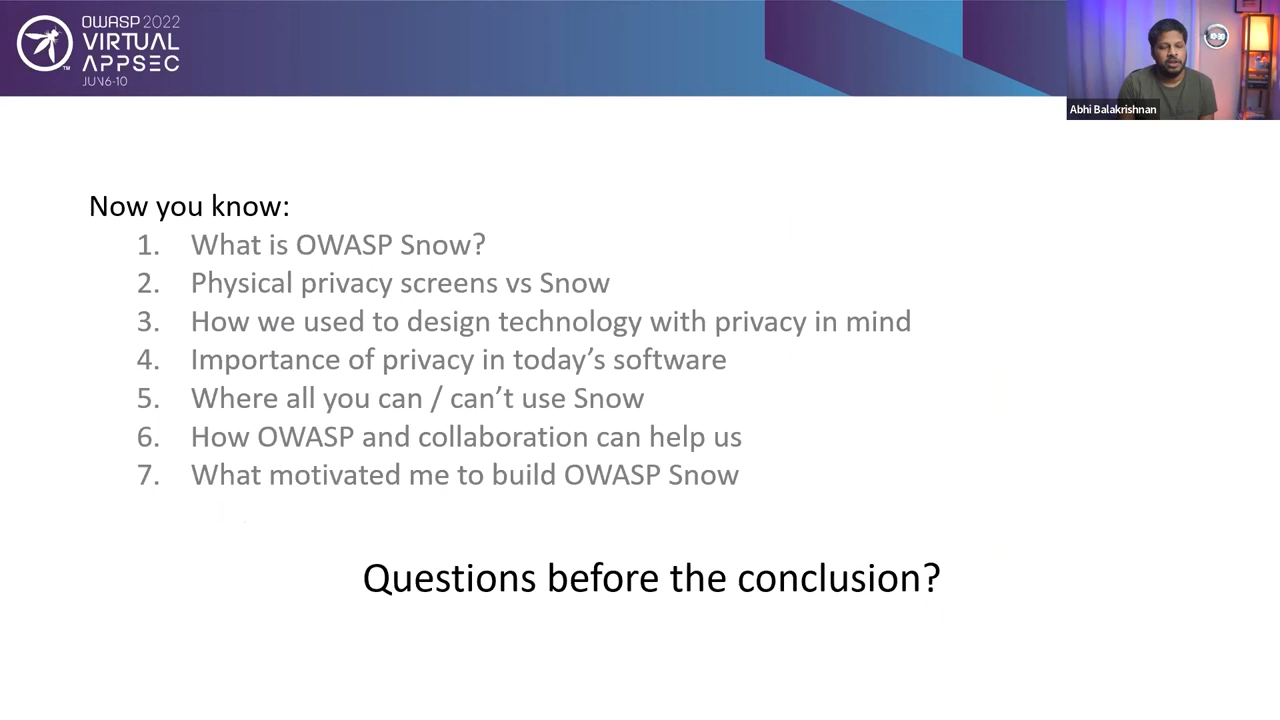 OWASP 2022
VIRTUAL
APPSEC
JUN 6-10
Abhi Balakrishnan
Now you know:
1. What is OWASP Snow?
2. Physical privacy screens vs Snow
3. How we used to design technology with privacy in mind
4. Importance of privacy in today’s software
5. Where all you can / can’t use Snow
6. How OWASP and collaboration can help us
7. What motivated me to build OWASP Snow
Questions before the conclusion?